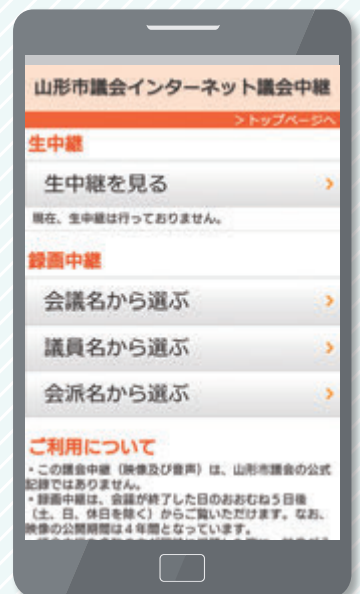 山形市議会インターネット議会中継
>トップページへ
生中継
生中継を見る
現在、生中継は行っておりません。
録画中継
会議名から選ぶ
議員名から選ぶ
会派名から選ぶ
ご利用について
・この議会中継（映像及び音声）は、山形市議会の公式
記録ではありません。
・録画中継は、会議が終了した日のおおむね５日後
（土、日、休日を除く）からご覧いただけます。なお、
映像の公開期間は４年間となっています。